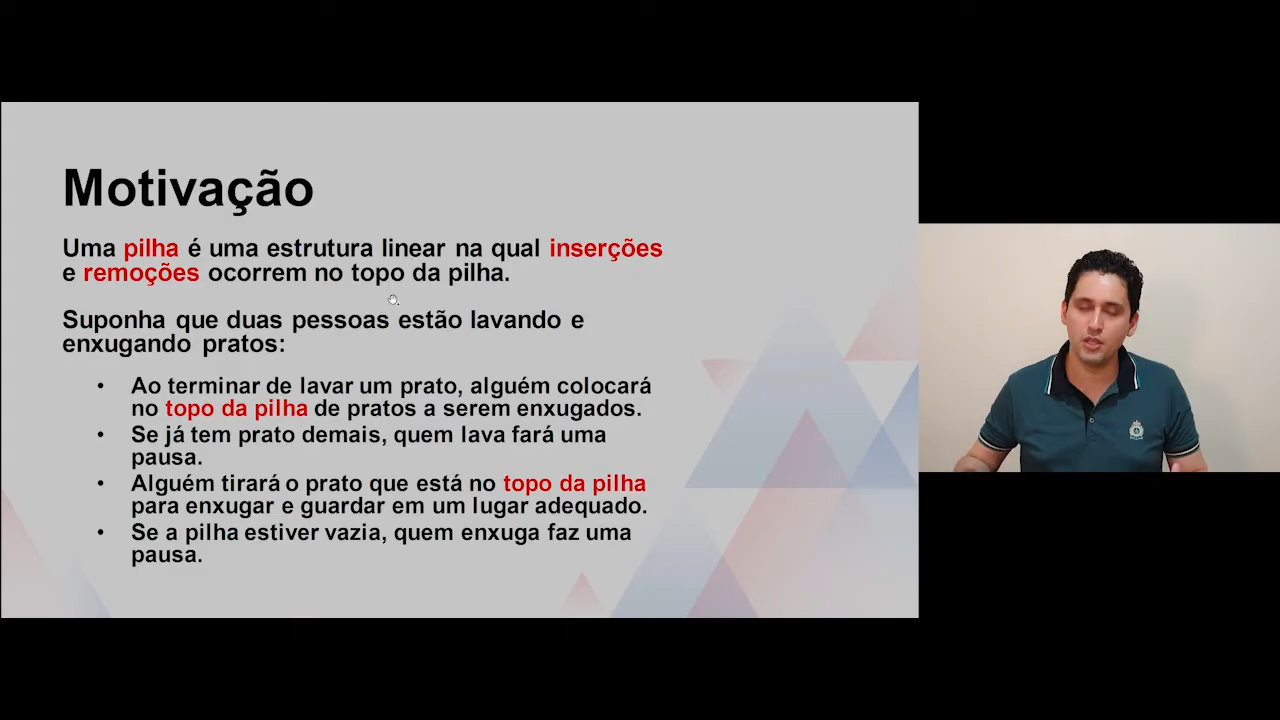 Motivação
Uma pilha é uma estrutura linear na qual inserções
e remoções ocorrem no topo da pilha.
Suponha que duas pessoas estão lavando e
enxugando pratos:
• Ao terminar de lavar um prato, alguém colocará
no topo da pilha de pratos a serem enxugados.
• Se já tem prato demais, quem lava fará uma
pausa.
• Alguém tirará o prato que está no topo da pilha
para enxugar e guardar em um lugar adequado.
• Se a pilha estiver vazia, quem enxuga faz uma
pausa.